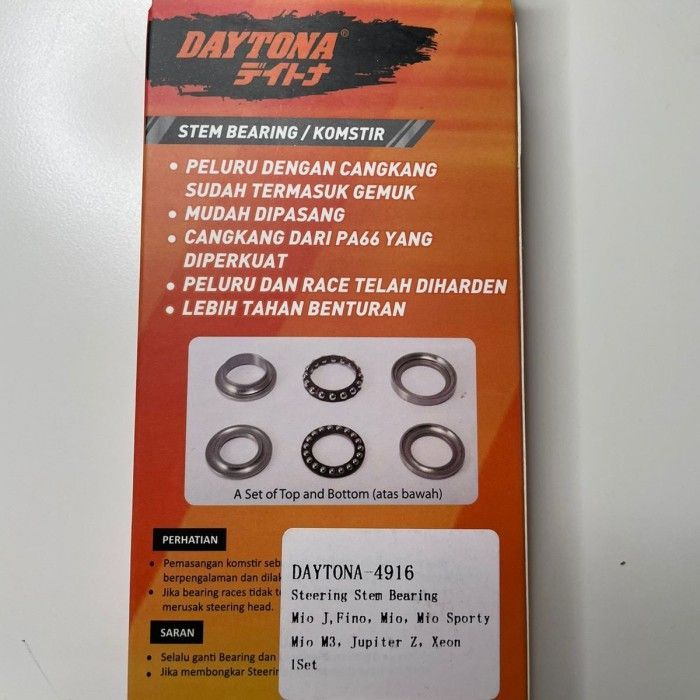 DAYTONA®
デイトナ
STEM BEARING / KOMSTIR
• PELURU DENGAN CANGKANG
SUDAH TERMASUK GEMUK
• MUDAH DIPASANG
• CANGKANG DARI PA66 YANG
DIPERKUAT
• PELURU DAN RACE TELAH DIHARDEN
• LEBIH TAHAN BENTURAN
A Set of Top and Bottom (atas bawah)
PERHATIAN
• Pemasangan komstir seb
berpengalaman dan dilak
• Jika bearing races tidak
merusak steering head.
SARAN
• Selalu ganti Bearing dan
• Jika membongkar Steerin
DAYTONA-4916
Steering Stem Bearing
Mio J,Fino, Mio, Mio Sporty
Mio M3, Jupiter Z, Xeon
1Set